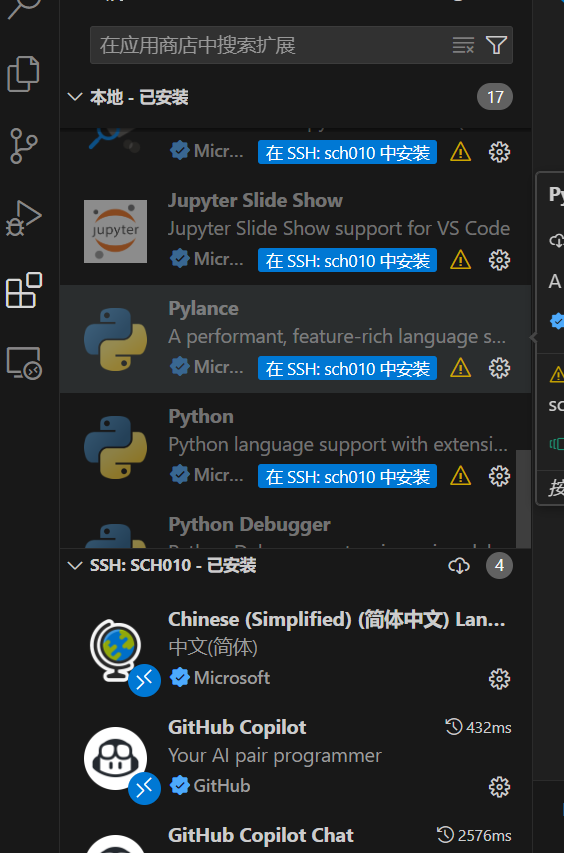 在应用商店中搜索扩展
本地 - 已安装
17
Micr...
在 SSH: sch010 中安装
Jupyter Slide Show
jupyter
Jupyter Slide Show support for VS Code
Micr...
在 SSH: sch010 中安装
Py
Pylance
A performant, feature-rich language s...
A
Micr...
在 SSH: sch010 中安装
Python
sc
Python language support with extensi...
Micr...
在 SSH: sch010 中安装
按
Python Debugger
SSH: SCH010 - 已安装
4
Chinese (Simplified) (简体中文) Lan...
中文(简体)
Microsoft
GitHub Copilot
432ms
Your AI pair programmer
GitHub
GitHub Copilot Chat
2576ms